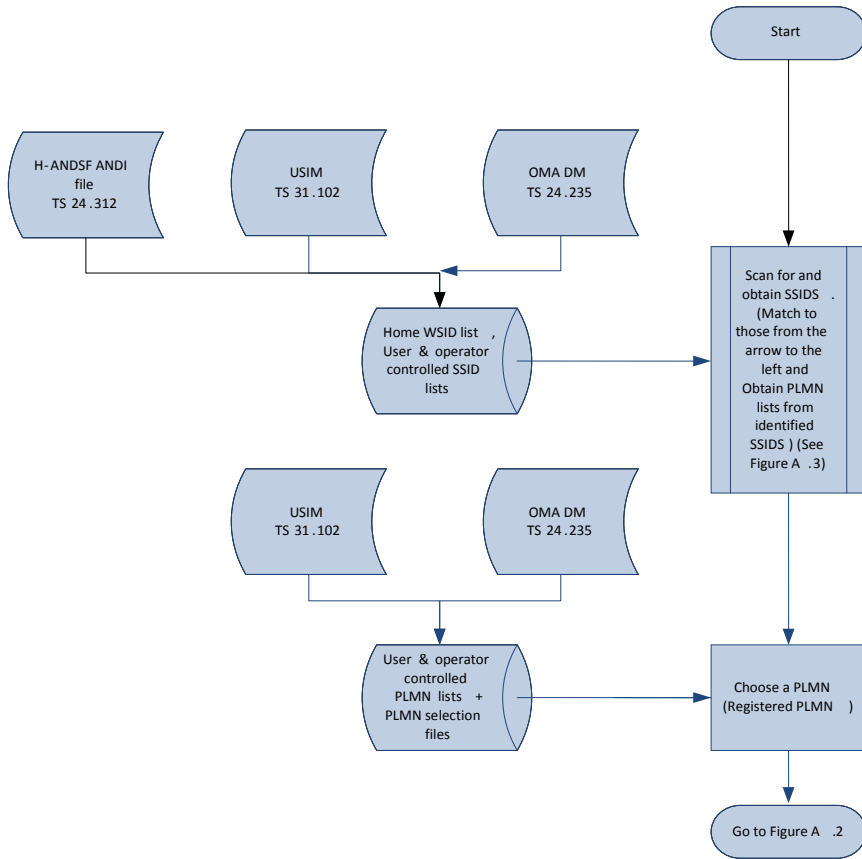 Start
H-ANDSF ANDI
file
TS 24.312
USIM
TS 31.102
OMA DM
TS 24.235
Scan for and
obtain SSIDS .
(Match to
those from the
arrow to the
left and
Obtain PLMN
lists from
identified
SSIDS ) (See
Figure A .3)
Home WSID list ,
User & operator
controlled SSID
lists
USIM
TS 31.102
OMA DM
TS 24.235
User & operator
controlled
PLMN lists +
PLMN selection
files
Choose a PLMN
(Registered PLMN )
Go to Figure A .2